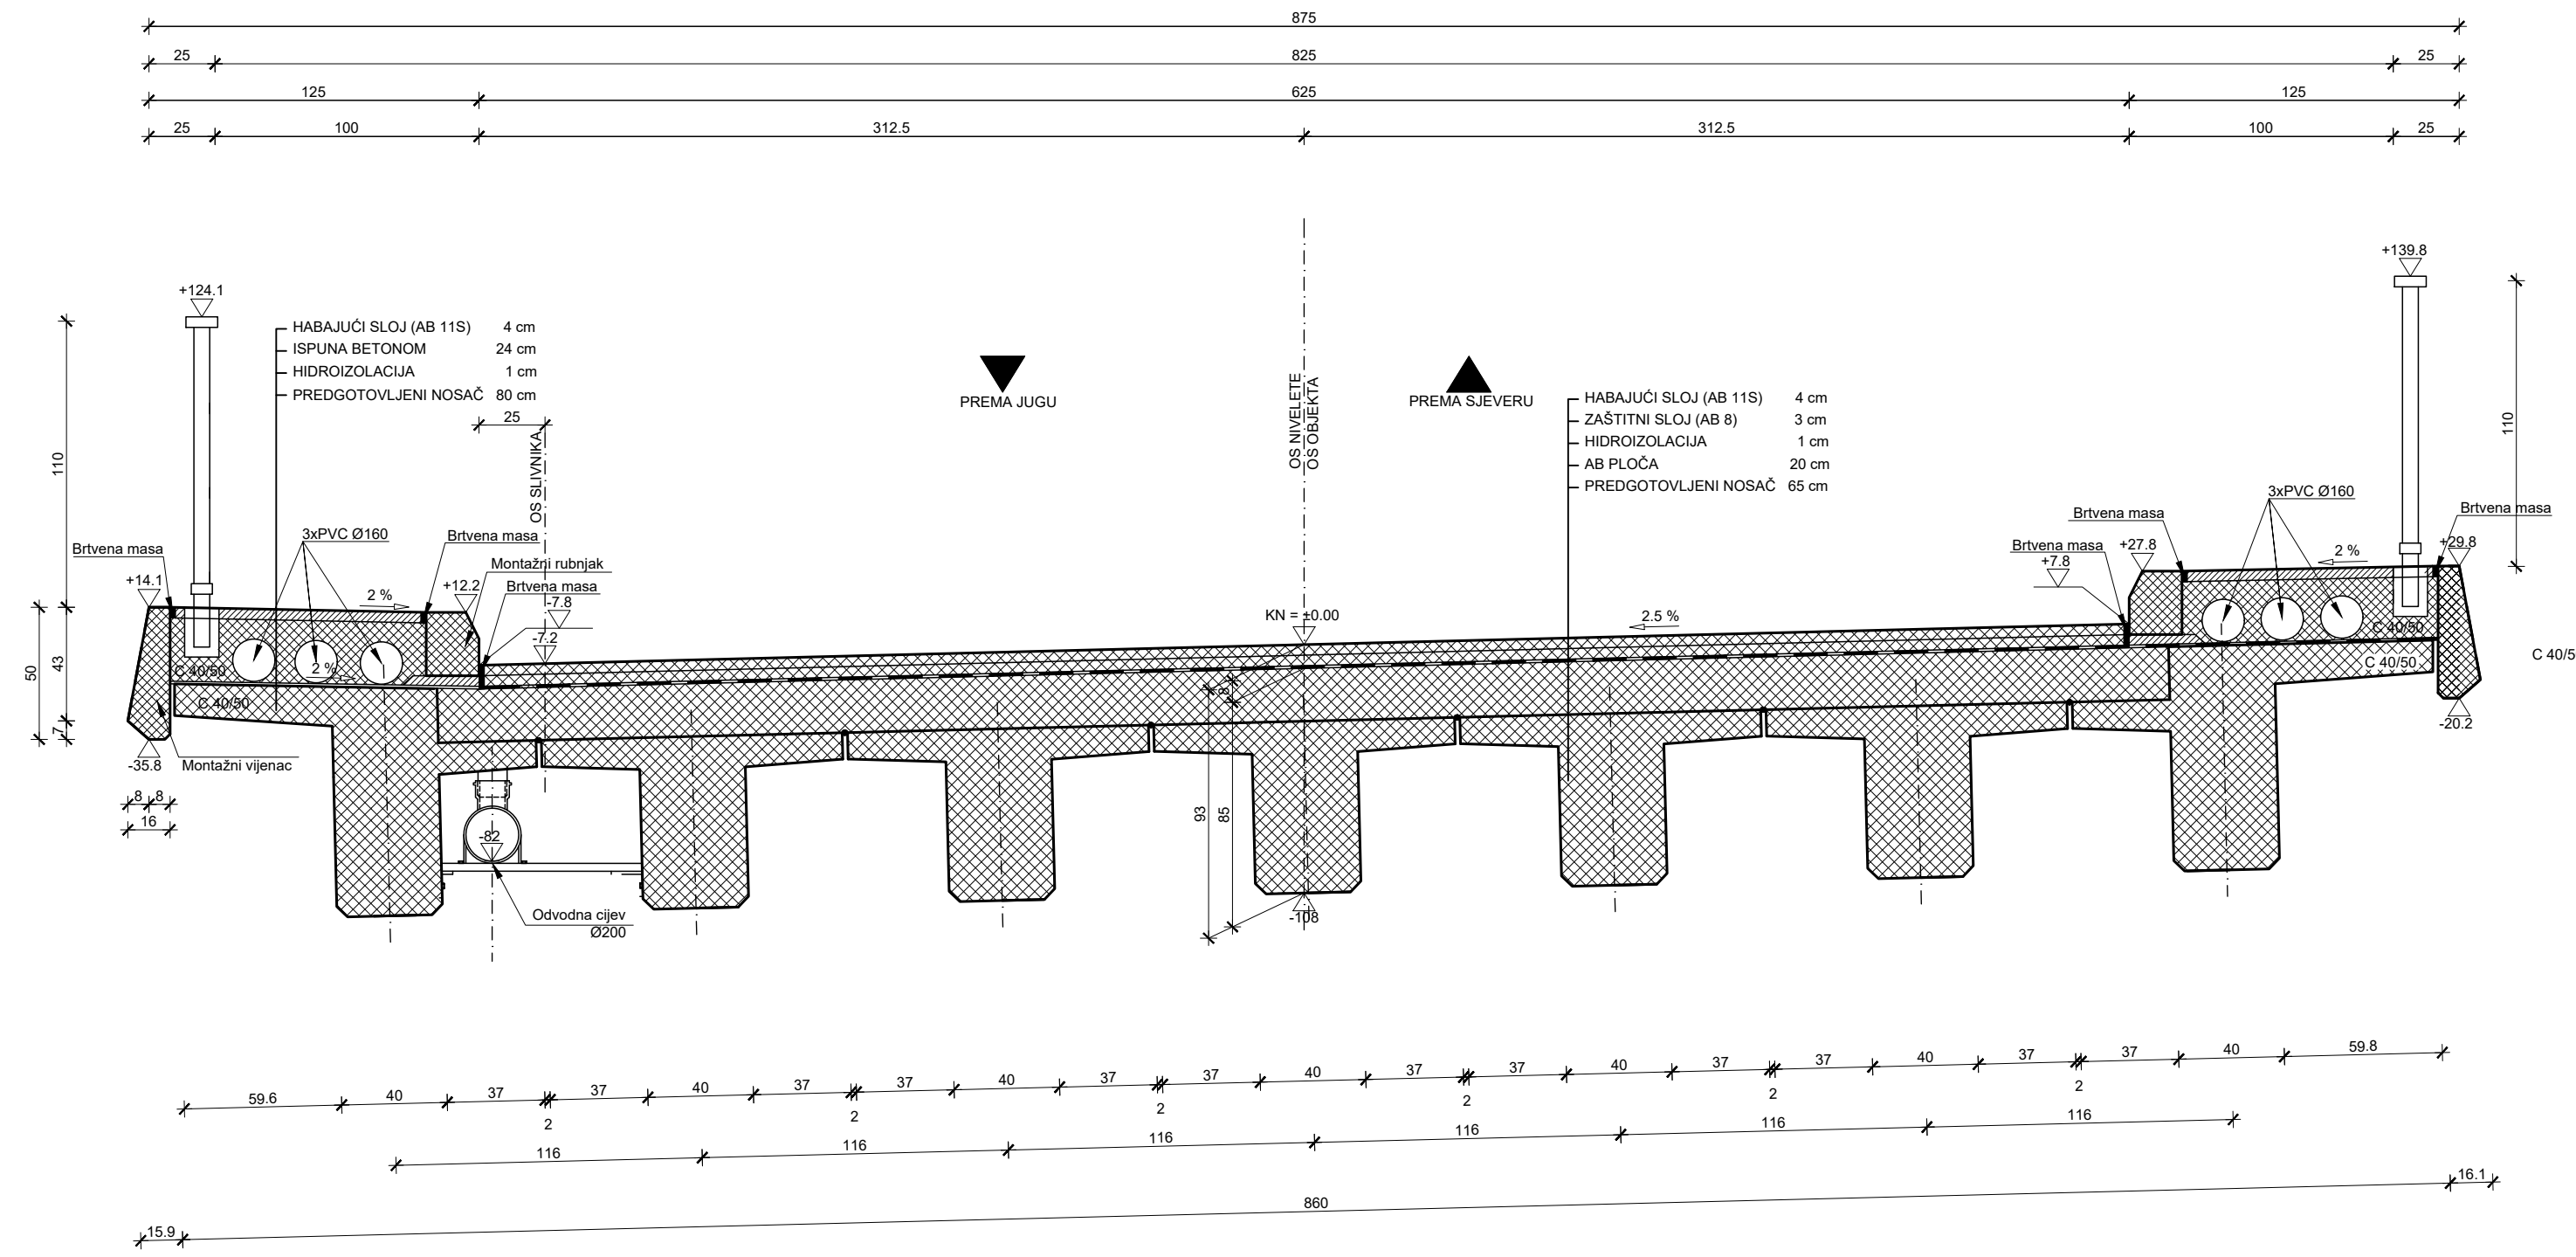 875
25 825 25
125 625 125
25 100 312.5 312.5 100 25
+139.8
+124.1
HABAJUĆI SLOJ (AB 11S) 4 cm
ISPUNA BETONOM 24 cm
HIDROIZOLACIJA 1 cm
PREDGOTOVLJENI NOSAČ 80 cm
25
OS SLIVNIKA
PREMA JUGU
OS NIVELETE
OS OBJEKTA
PREMA SJEVERU
HABAJUĆI SLOJ (AB 11S) 4 cm
ZAŠTITNI SLOJ (AB 8) 3 cm
HIDROIZOLACIJA 1 cm
AB PLOČA 20 cm
PREDGOTOVLJENI NOSAČ 65 cm
110
110
3xPVC Ø160
Brtvena masa
Brtvena masa
3xPVC Ø160
Brtvena masa
Brtvena masa
Montažni rubnjak
Brtvena masa
Brtvena masa
+14.1
2 %
+12.2
-7.8
-7.2
KN = ±0.00
2.5 %
+7.8
+27.8
2 %
+29.8
50
43
7
C 40/50
2 %
C 40/50
C 40/50
C 40/50
C 40/5
8
93
85
-35.8
Montažni vijenac
-20.2
8 8
16
-82
Odvodna cijev
Ø200
-108
59.6 40 37 37 40 37 37 40 37 37 40 37 37 40 37 37 40 37 37 40 59.8
2 2 2 2 2 2
116 116 116 116 116 116
15.9 860 16.1